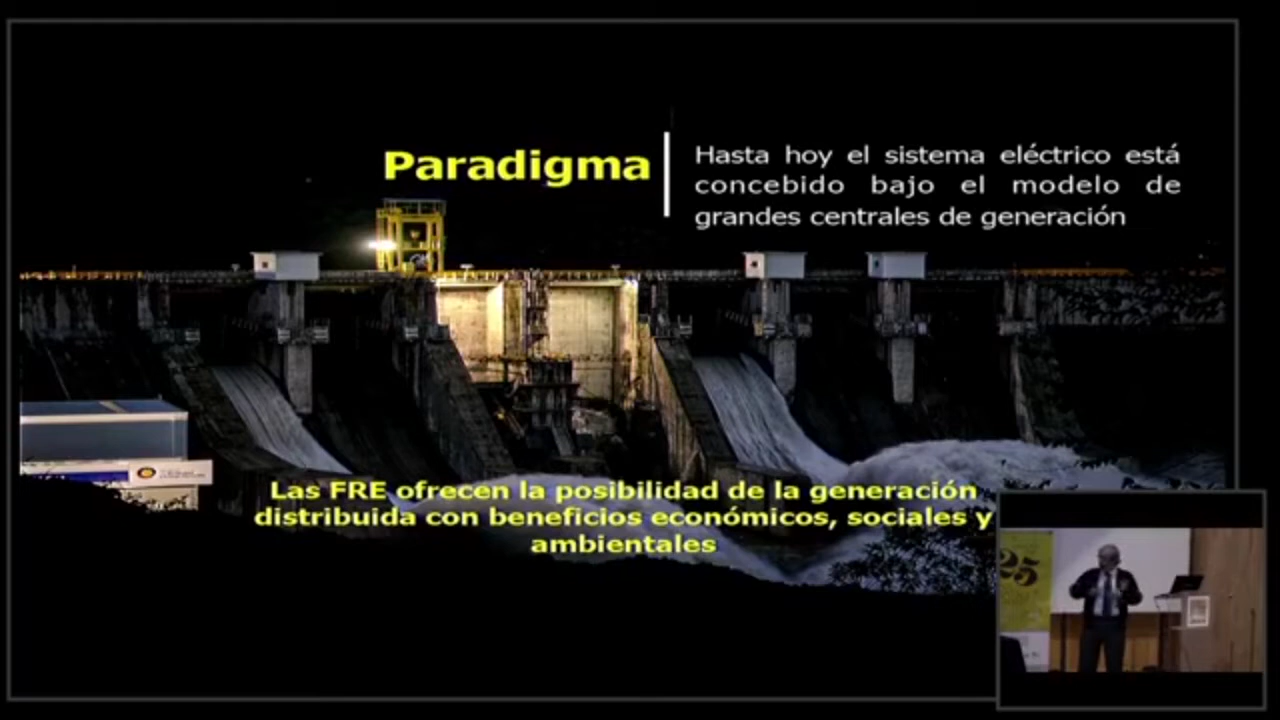 Paradigma
Hasta hoy el sistema eléctrico está
concebido bajo el modelo de
grandes centrales de generación
Las FRE ofrecen la posibilidad de la generación
distribuida con beneficios económicos, sociales y
ambientales
25